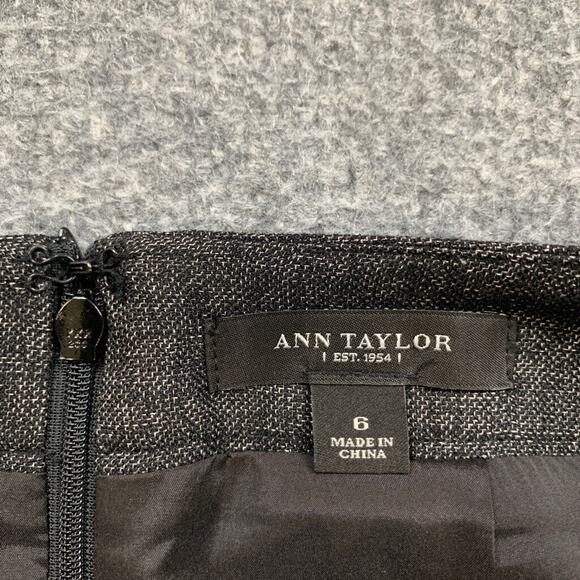 ANN TAYLOR
EST. 1954
6
MADE IN
CHINA